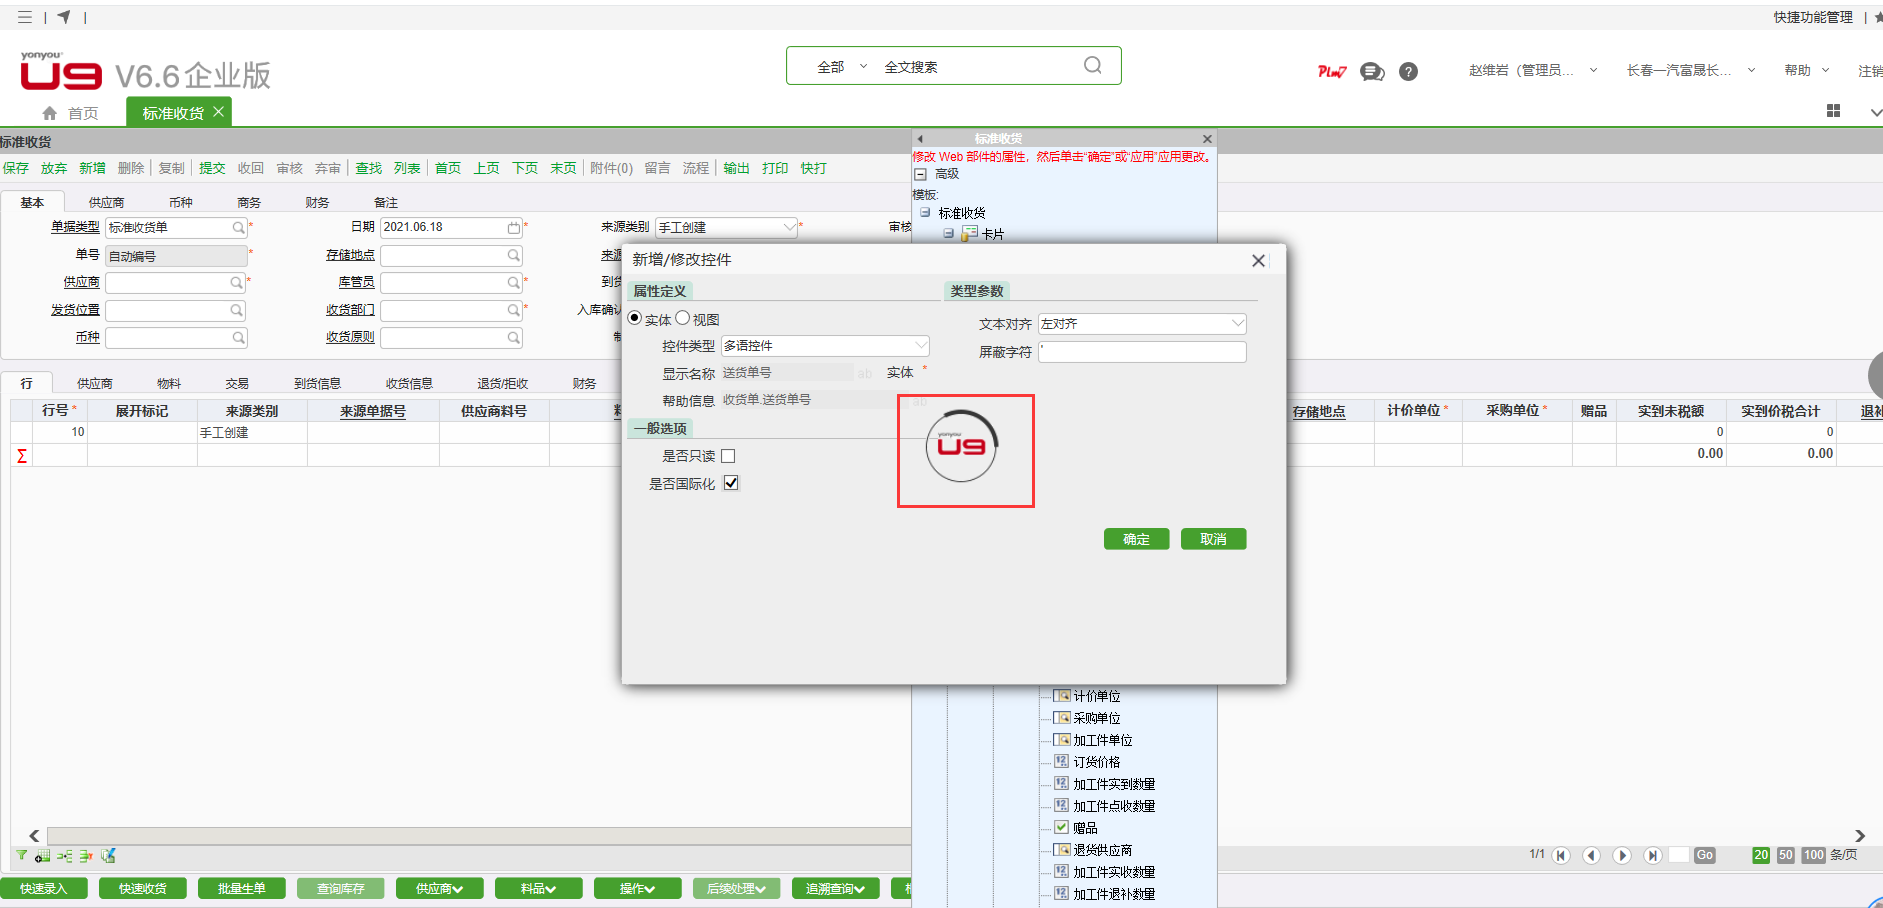 快捷功能管理
yonyou
U9 V6.6企业版
全部 全文搜索
PLM7
赵维岩（管理员... 长春一汽富晟长... 帮助 注销
首页 标准收货
标准收货
标准收货
保存 放弃 新增 删除 复制 提交 收回 审核 弃审 查找 列表 首页 上页 下页 末页 附件(0) 留言 流程 输出 打印 快打
修改 Web 部件的属性，然后单击“确定”或“应用”应用更改。
高级
模板:
标准收货
卡片
基本 供应商 币种 商务 财务 备注
单据类型 标准收货单 * 日期 2021.06.18 * 来源类别 手工创建 * 审核
单号 自动编号 * 存储地点 来源
供应商 * 库管员 * 到货
发货位置 收货部门 * 入库确认
币种 收货原则
新增/修改控件
属性定义 类型参数
实体 视图
文本对齐 左对齐
控件类型 多语控件
屏蔽字符 '
显示名称 送货单号 ab 实体 *
帮助信息 收货单.送货单号 ab
一般选项
yonyou
U9
是否只读
是否国际化
确定 取消
行 供应商 物料 交易 到货信息 收货信息 退货/拒收 财务
行号* 展开标记 来源类别 来源单据号 供应商料号 存储地点 计价单位* 采购单位* 赠品 实到未税额 实到价税合计 退补
10 手工创建 0 0
Σ 0.00 0.00
计价单位
采购单位
加工件单位
订货价格
加工件实到数量
加工件点收数量
赠品
退货供应商
加工件实收数量
加工件退补数量
1/1 Go 20 50 100 条/页
快速录入 快速收货 批量生单 查询库存 供应商 料品 操作 后续处理 追溯查询